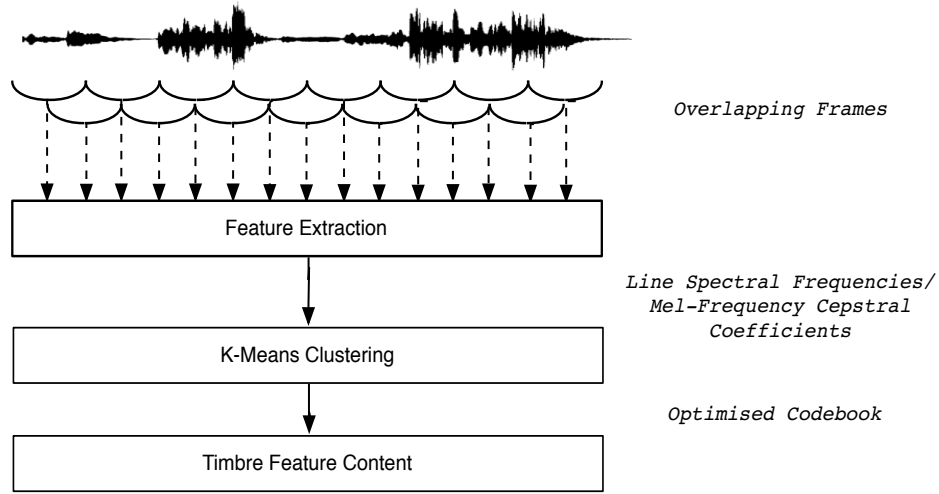 Overlapping Frames
Feature Extraction
Line Spectral Frequencies/
Mel-Frequency Cepstral
Coefficients
K-Means Clustering
Optimised Codebook
Timbre Feature Content